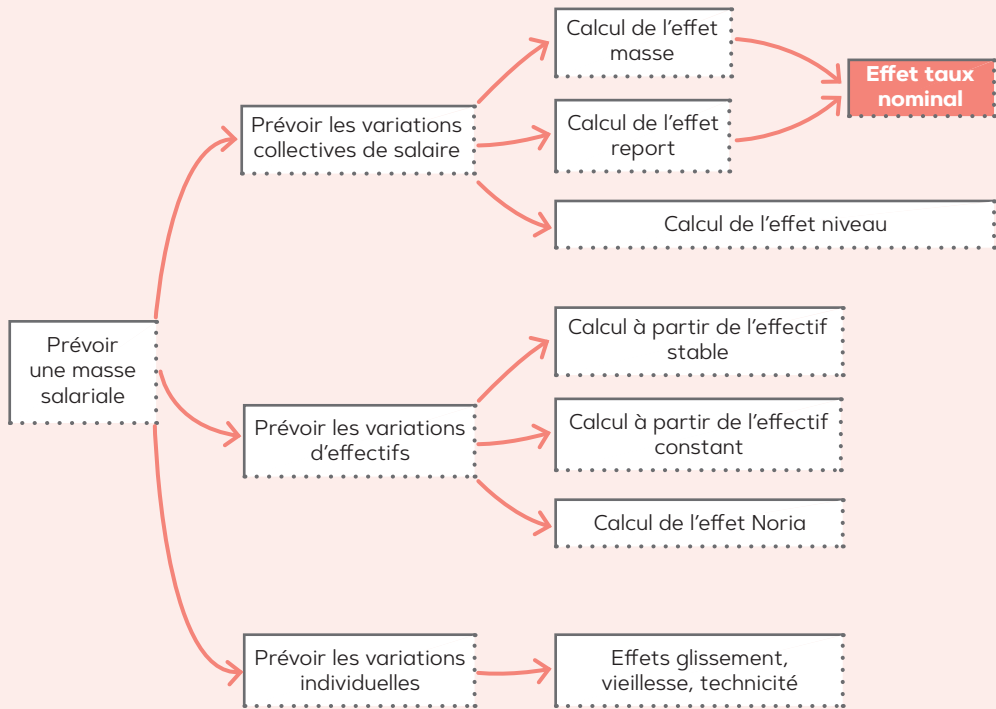 Calcul de l'effet
masse
Effet taux
nominal
Prévoir les variations
collectives de salaire
Calcul de l'effet
report
Calcul de l'effet niveau
Prévoir
une masse
salariale
Calcul à partir de l'effectif
stable
Prévoir les variations
d'effectifs
Calcul à partir de l'effectif
constant
Calcul de l'effet Noria
Prévoir les variations
individuelles
Effets glissement,
vieillesse, technicité